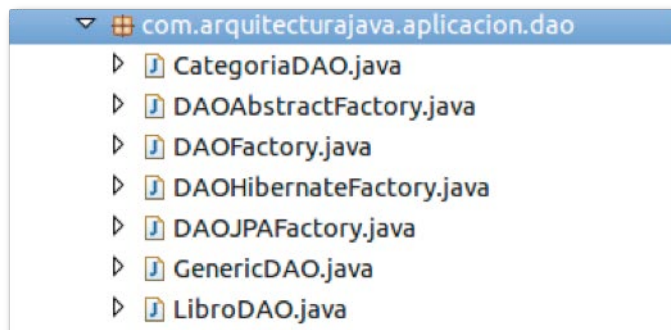 com.arquitecturajava.aplicacion.dao
CategoriaDAO.java
DAOAbstractFactory.java
DAOFactory.java
DAOHibernateFactory.java
DAOJPAFactory.java
GenericDAO.java
LibroDAO.java